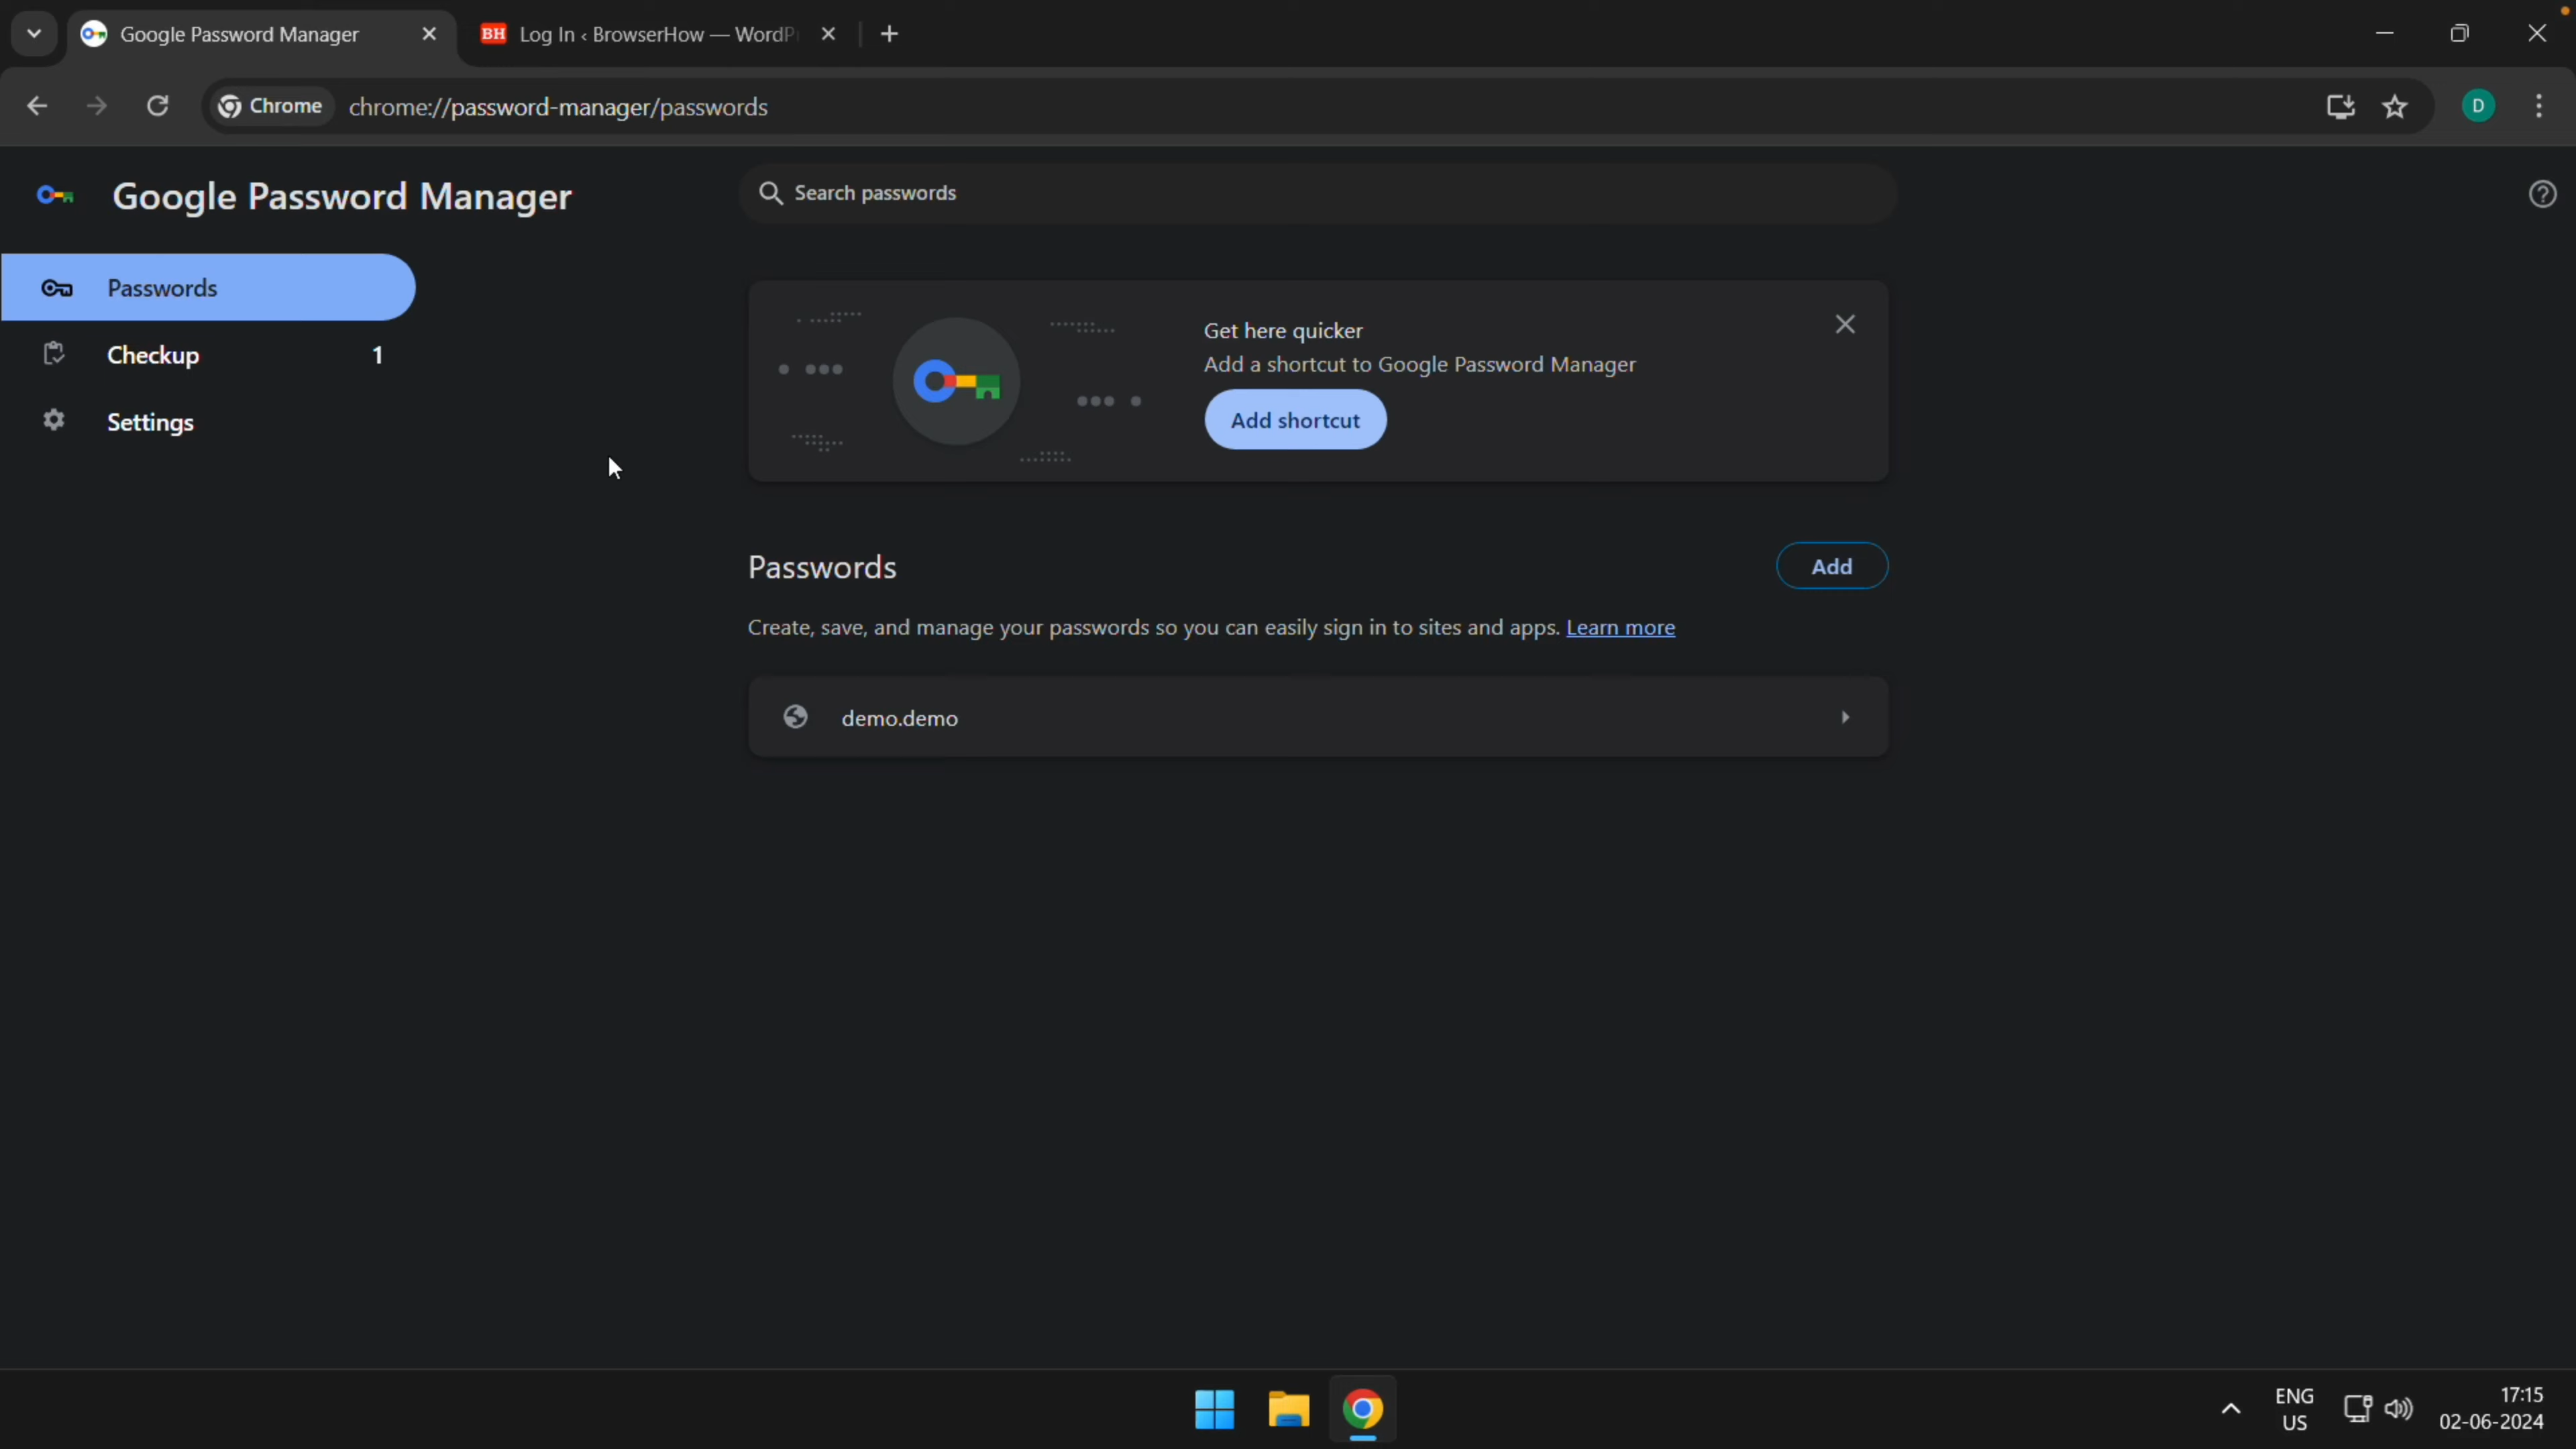 Google Password Manager
BH Log In ‹ BrowserHow — WordP
Chrome chrome://password-manager/passwords
D
Google Password Manager
Search passwords
Passwords
Checkup 1
Settings
Get here quicker
Add a shortcut to Google Password Manager
Add shortcut
Passwords
Add
Create, save, and manage your passwords so you can easily sign in to sites and apps. Learn more
demo.demo
ENG
US
17:15
02-06-2024